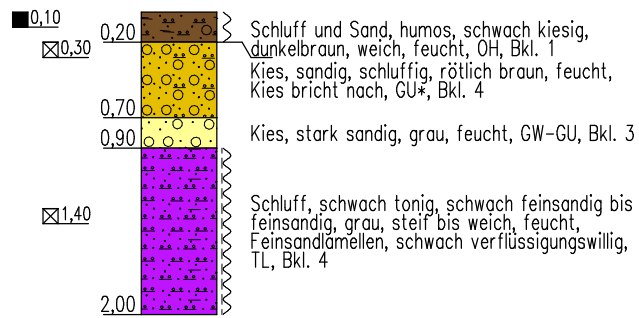 0,10
0,20
0,30
Schluff und Sand, humos, schwach kiesig,
dunkelbraun, weich, feucht, OH, Bkl. 1
Kies, sandig, schluffig, rötlich braun, feucht,
Kies bricht nach, GU*, Bkl. 4
0,70
0,90
Kies, stark sandig, grau, feucht, GW-GU, Bkl. 3
1,40
Schluff, schwach tonig, schwach feinsandig bis
feinsandig, grau, steif bis weich, feucht,
Feinsandlamellen, schwach verflüssigungswillig,
TL, Bkl. 4
2,00